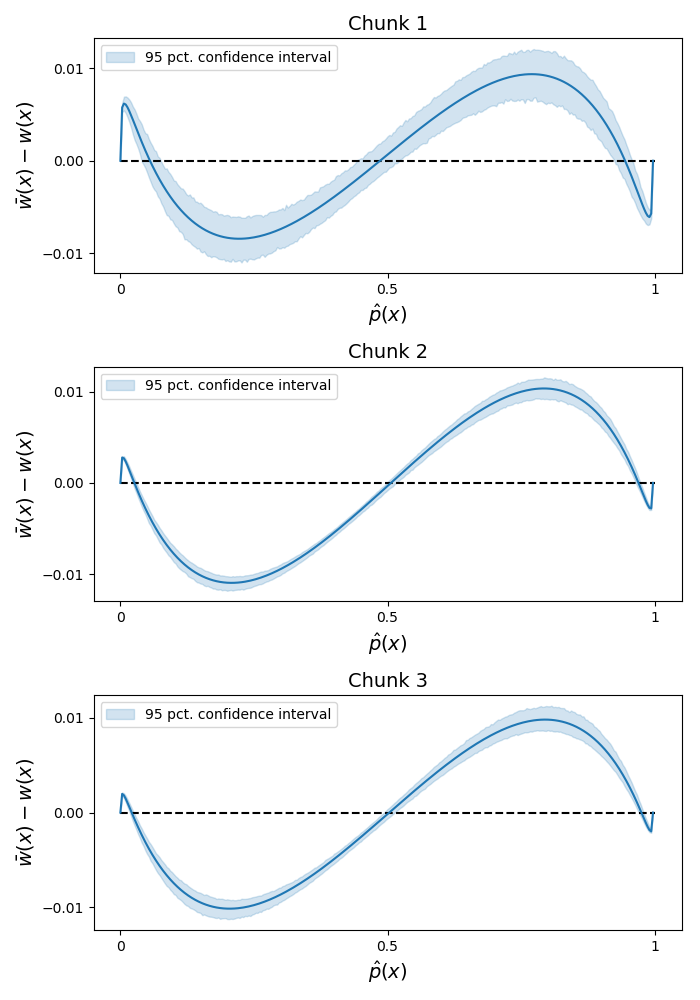 Chunk 1
95 pct. confidence interval
0.01
0.00
−0.01
w̄(x) − w(x)
0
0.5
1
p̂(x)
Chunk 2
95 pct. confidence interval
0.01
0.00
−0.01
w̄(x) − w(x)
0
0.5
1
p̂(x)
Chunk 3
95 pct. confidence interval
0.01
0.00
−0.01
w̄(x) − w(x)
0
0.5
1
p̂(x)